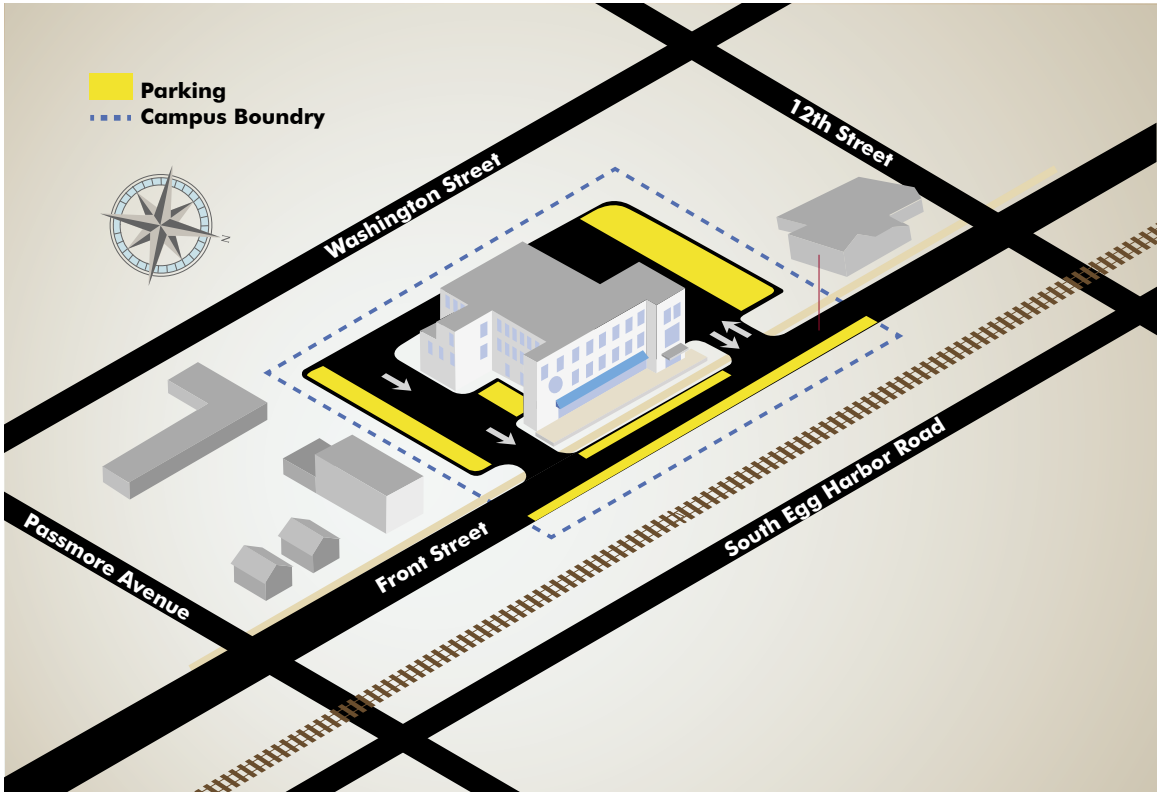 Parking
Campus Boundry
12th Street
Washington Street
N
South Egg Harbor Road
Front Street
Passmore Avenue